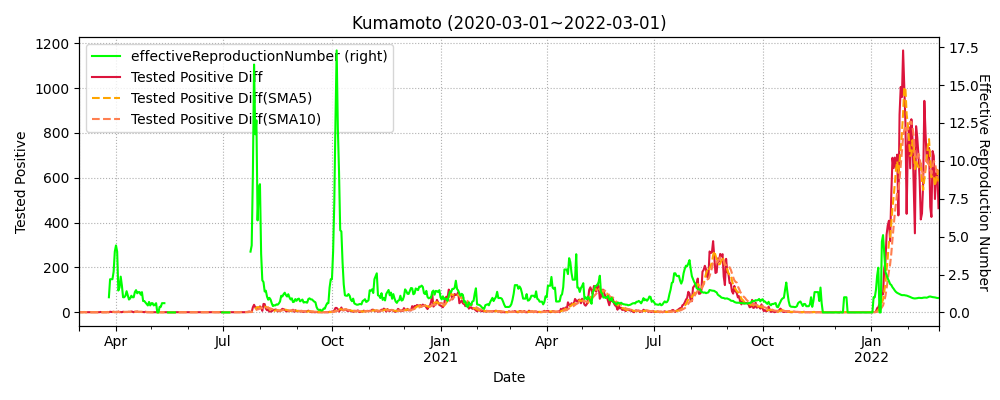 Kumamoto (2020-03-01~2022-03-01)
effectiveReproductionNumber (right)
Tested Positive Diff
Tested Positive Diff(SMA5)
Tested Positive Diff(SMA10)
Tested Positive
1200
1000
800
600
400
200
0
17.5
15.0
12.5
10.0
7.5
5.0
2.5
0.0
Effective Reproduction Number
Apr Jul Oct Jan Apr Jul Oct Jan
2021 2022
Date